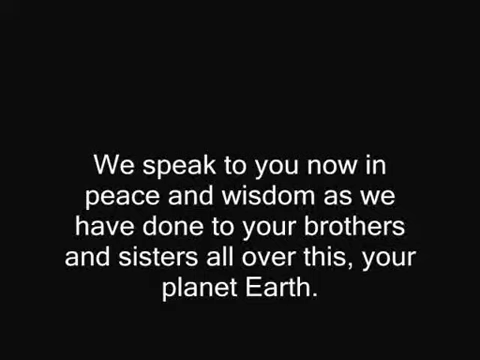 We speak to you now in
peace and wisdom as we
have done to your brothers
and sisters all over this, your
planet Earth.